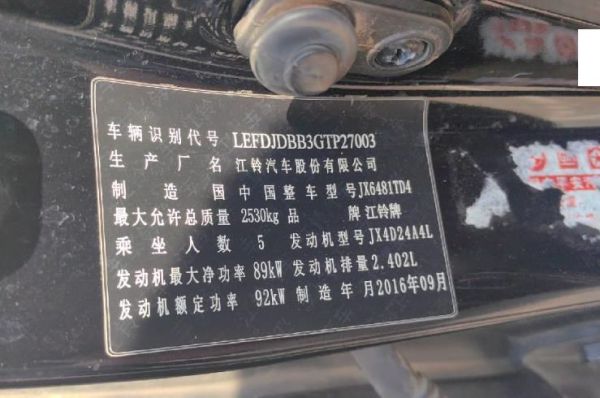 车辆识别代号 LEFDJDBB3GTP27003
生产厂名 江铃汽车股份有限公司
制造国 中国 整车型号 JX6481TD4
最大允许总质量 2530kg 品牌 江铃牌
乘坐人数 5 发动机型号 JX4D24A4L
发动机最大净功率 89kW 发动机排量 2.402L
发动机额定功率 92kW 制造年月 2016年09月